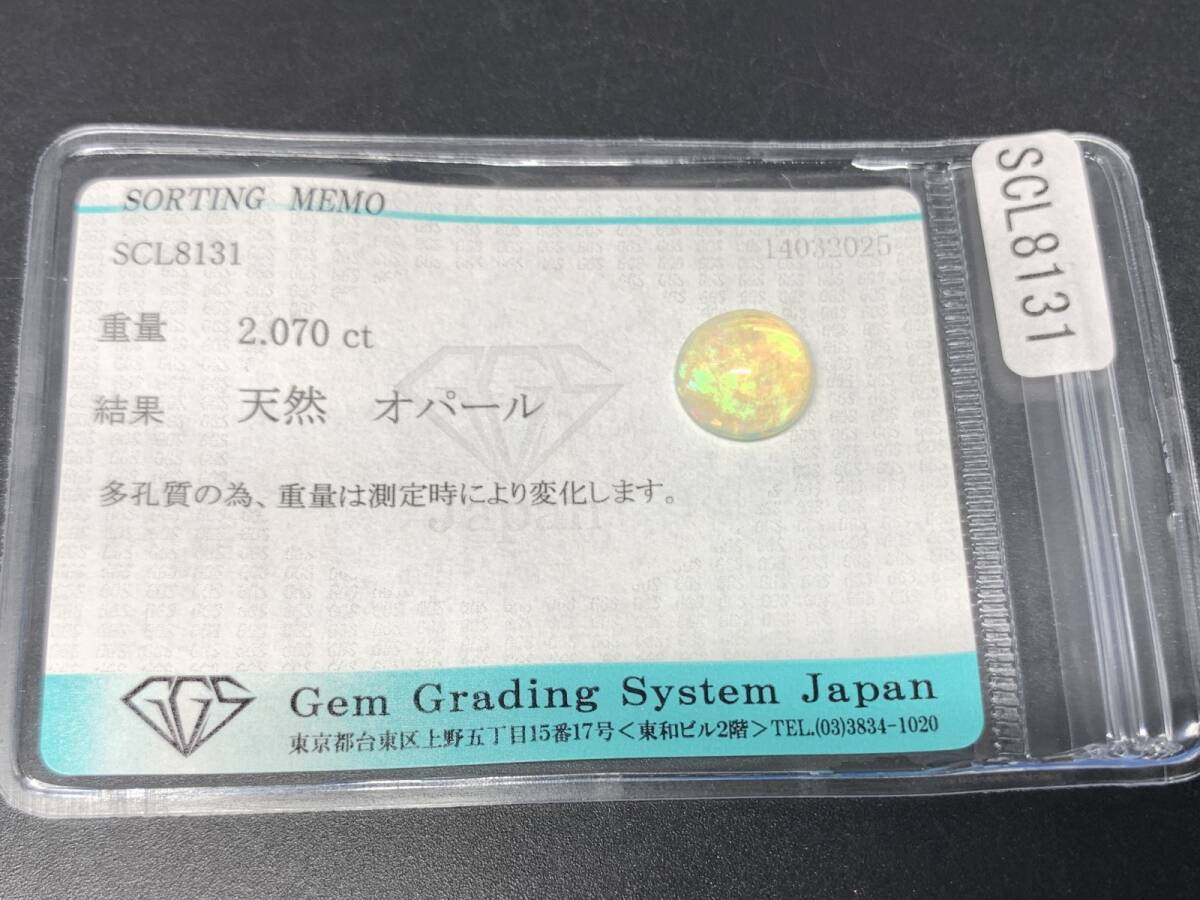 SORTING MEMO
SCL8131 14032025
重量 2.070 ct
結果 天然 オパール
多孔質の為、重量は測定時により変化します。
GGS
Japan
GGS Gem Grading System Japan
東京都台東区上野五丁目15番17号<東和ビル2階>TEL.(03)3834-1020
SCL8131